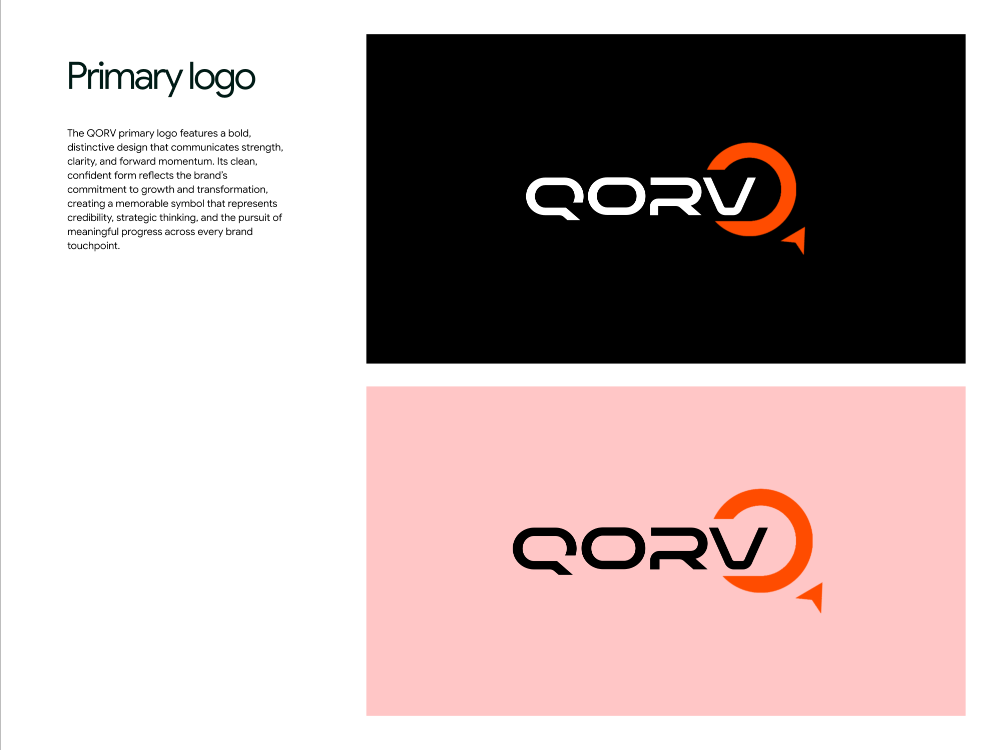 Primary logo
The QORV primary logo features a bold,
distinctive design that communicates strength,
clarity, and forward momentum. Its clean,
confident form reflects the brand's
commitment to growth and transformation,
creating a memorable symbol that represents
credibility, strategic thinking, and the pursuit of
meaningful progress across every brand
touchpoint.
QORV
QORV